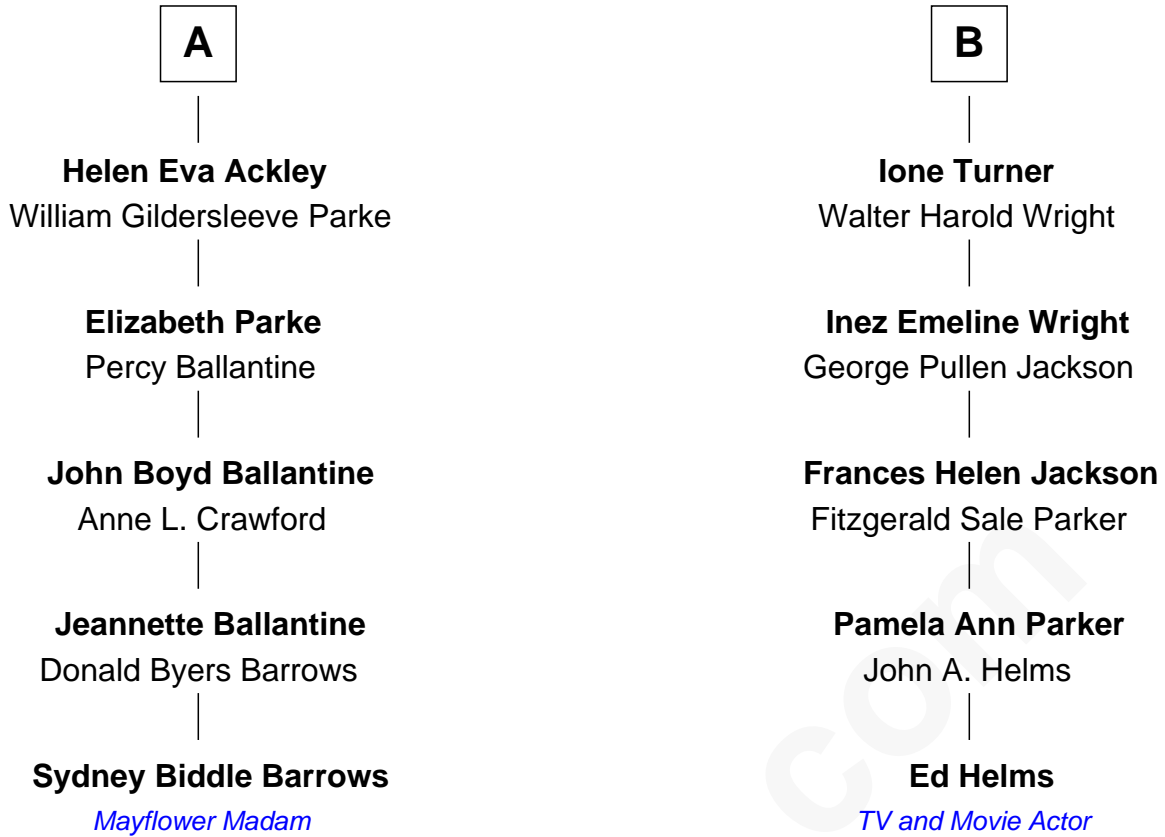 A
Helen Eva Ackley
William Gildersleeve Parke
Elizabeth Parke
Percy Ballantine
John Boyd Ballantine
Anne L. Crawford
Jeannette Ballantine
Donald Byers Barrows
Sydney Biddle Barrows
Mayflower Madam
B
Ione Turner
Walter Harold Wright
Inez Emeline Wright
George Pullen Jackson
Frances Helen Jackson
Fitzgerald Sale Parker
Pamela Ann Parker
John A. Helms
Ed Helms
TV and Movie Actor
com